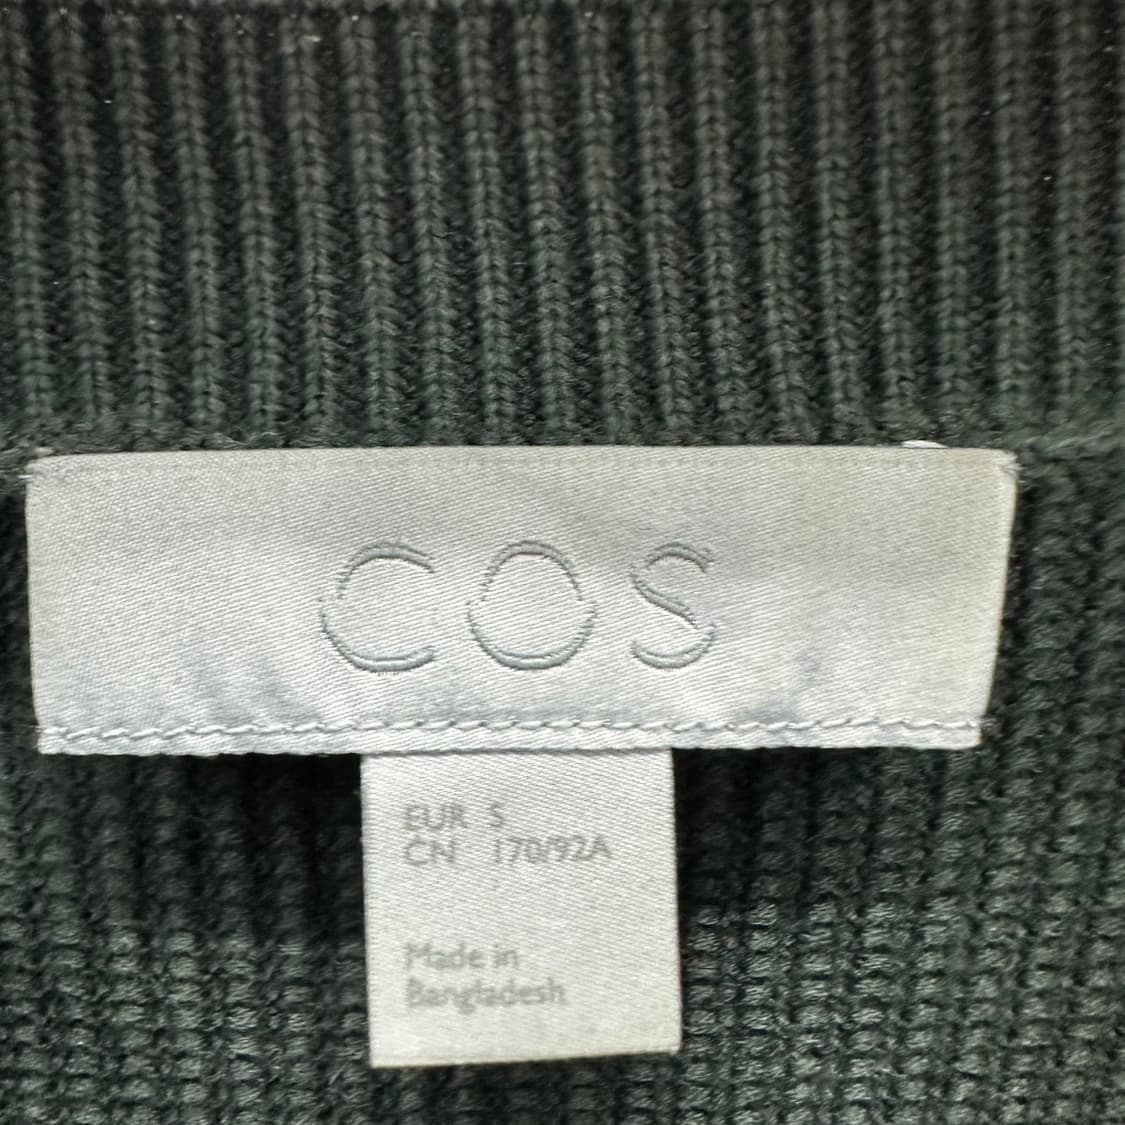 COS
EUR S
CN 170/92A
Made in
Bangladesh